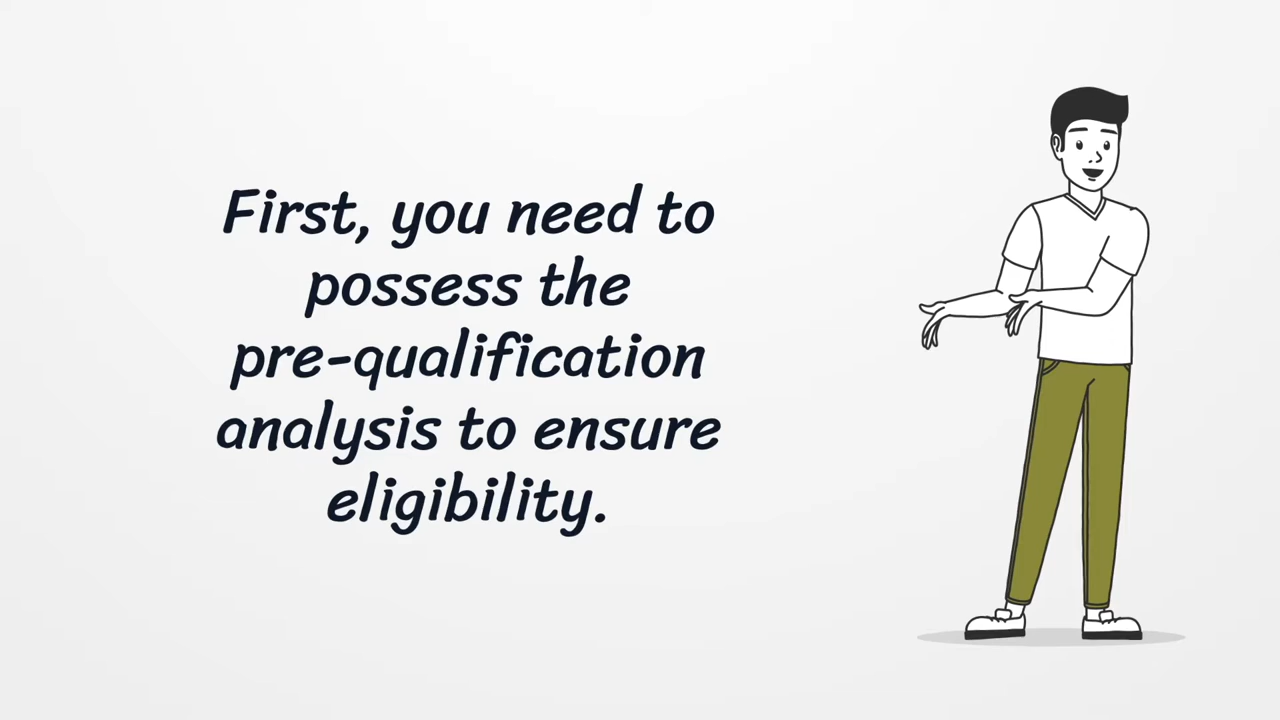 First, you need to
possess the
pre-qualification
analysis to ensure
eligibility.